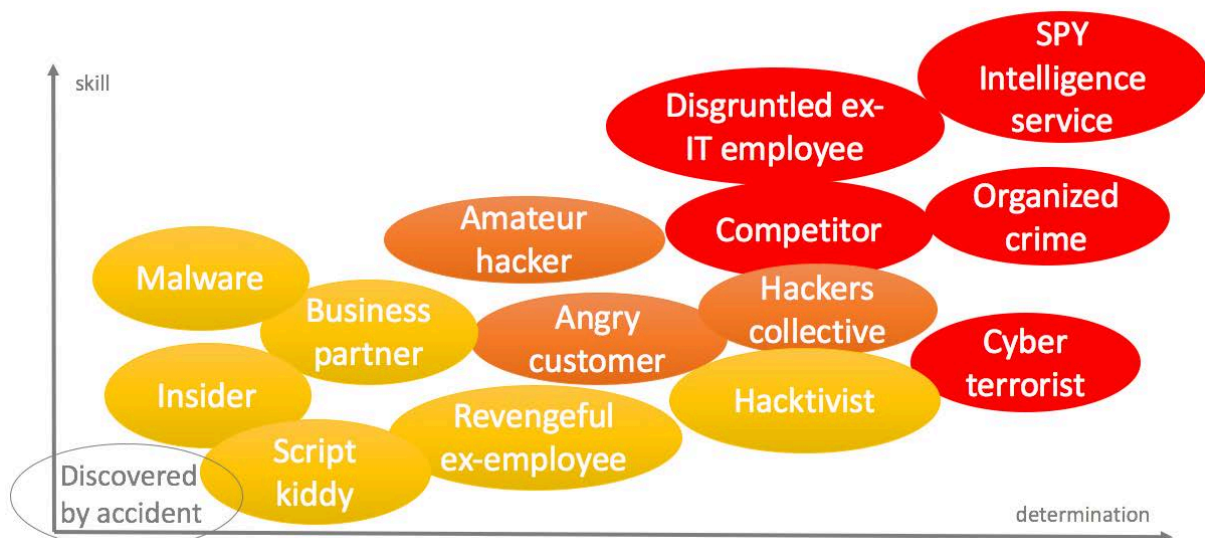 skill
SPY
Intelligence
service
Disgruntled ex-
IT employee
Organized
crime
Competitor
Amateur
hacker
Malware
Hackers
collective
Business
partner
Angry
customer
Cyber
terrorist
Insider
Hacktivist
Revengeful
ex-employee
Script
kiddy
Discovered
by accident
determination